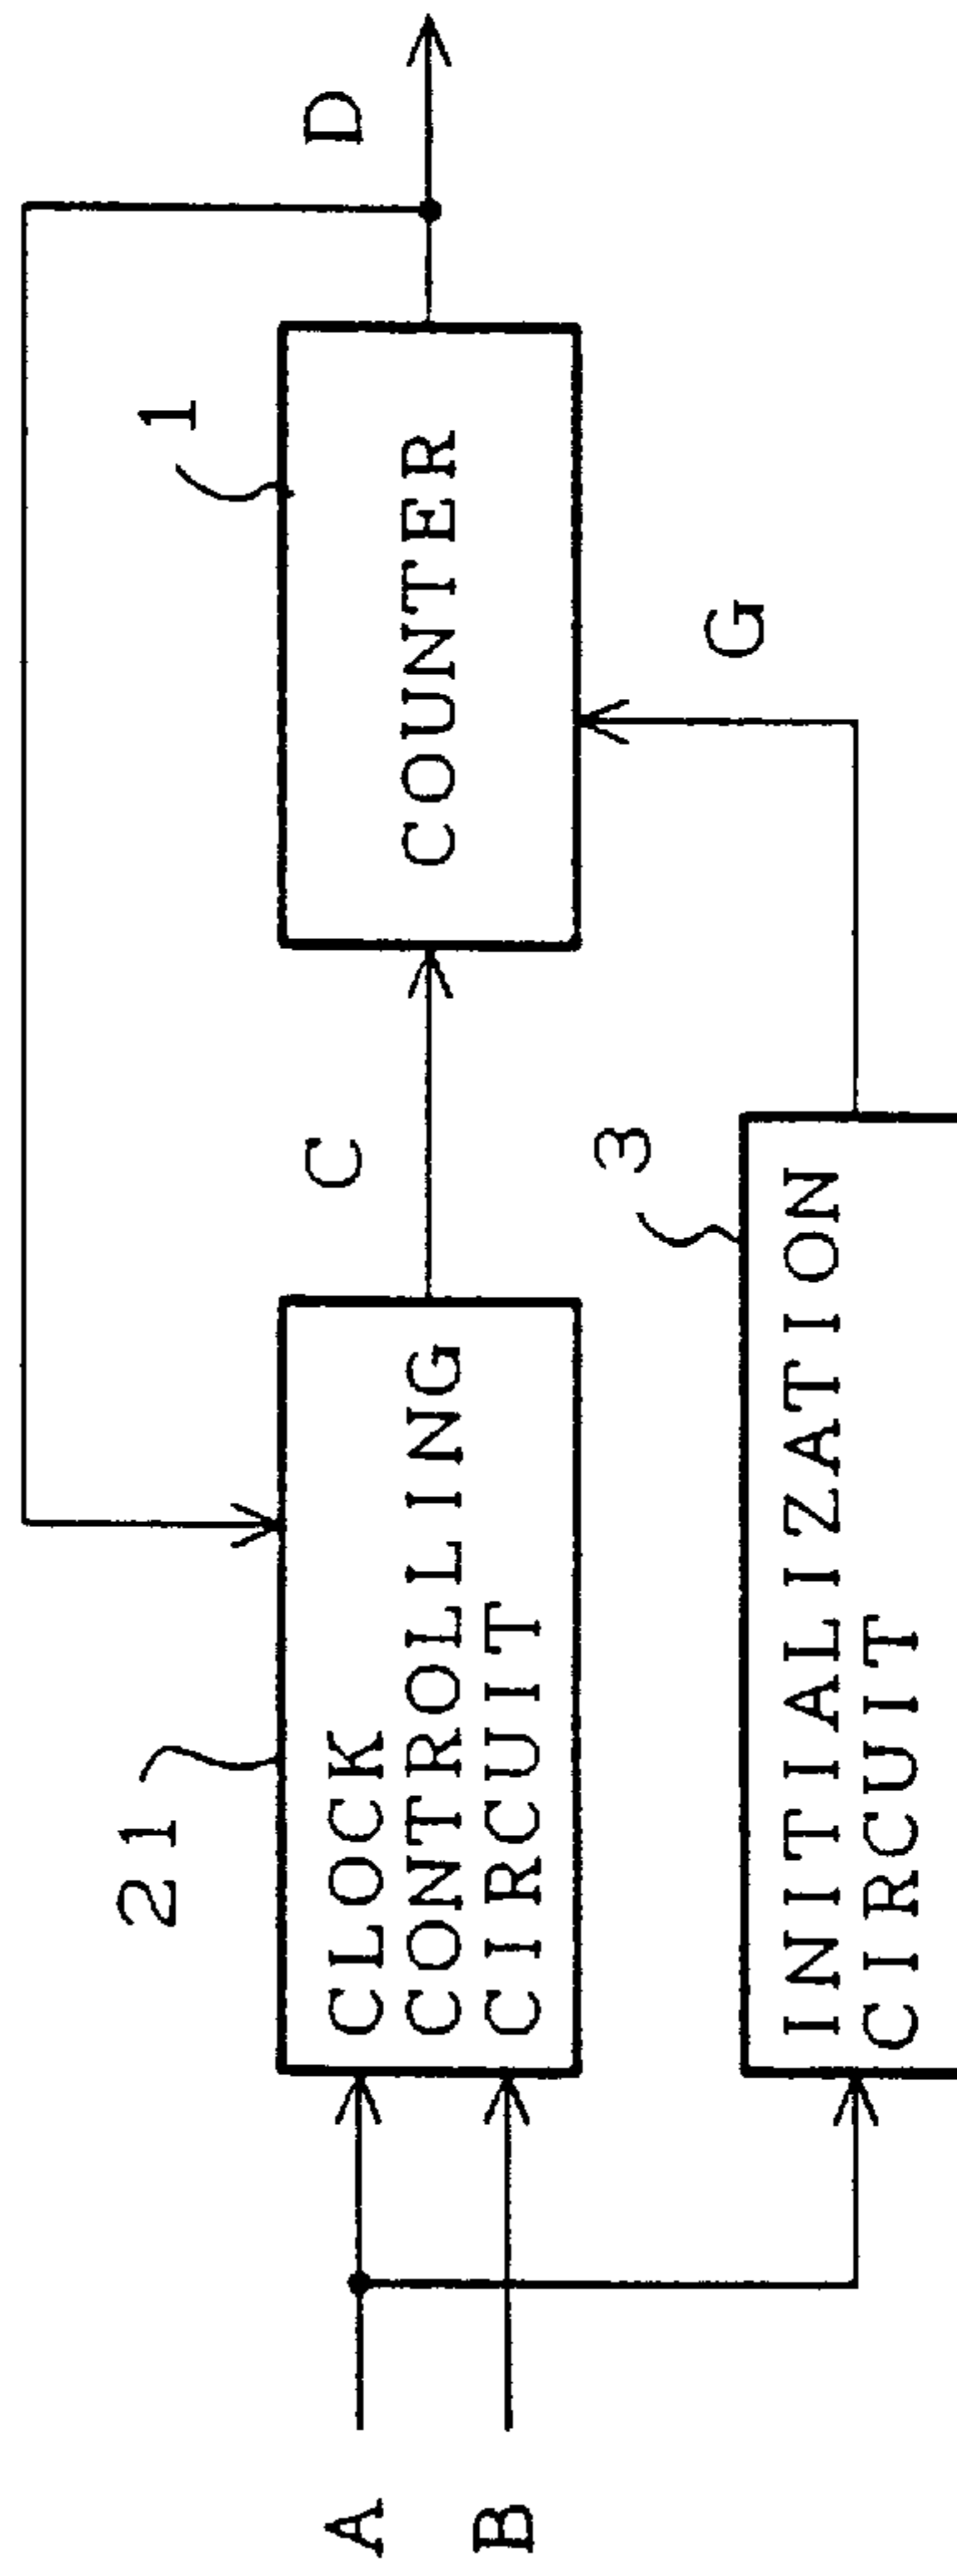 A
B
21
CLOCK
CONTROLLING
CIRCUIT
C
1
COUNTER
D
3
INITIALIZATION
CIRCUIT
G